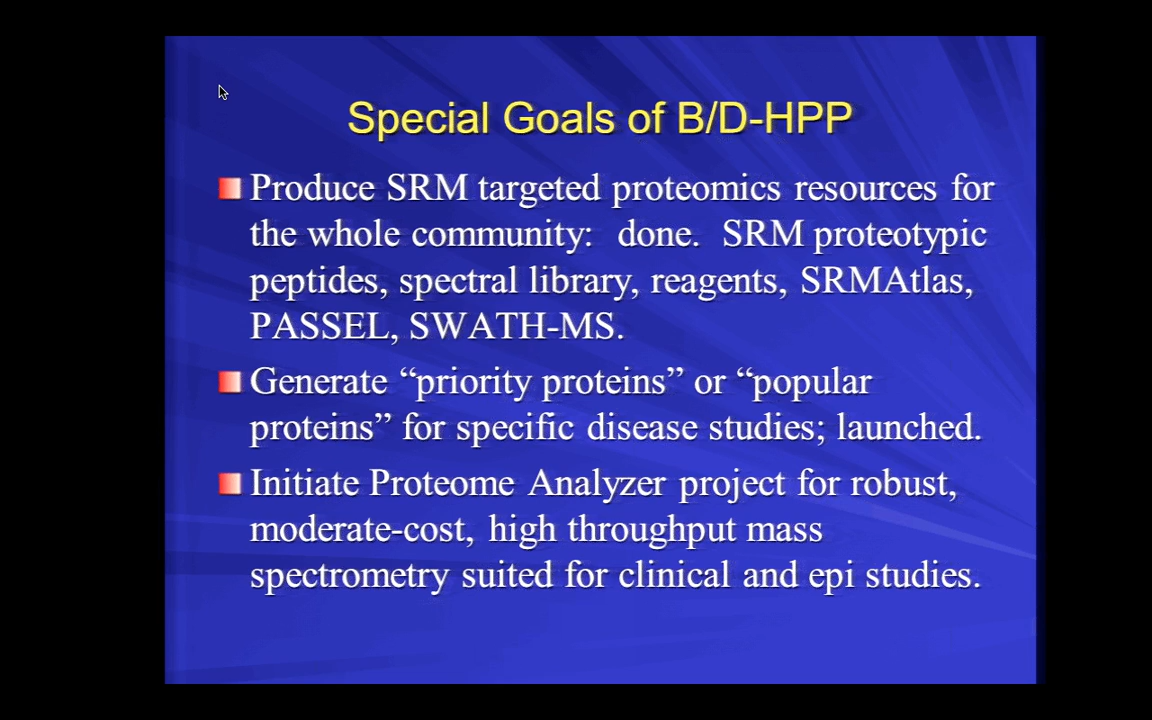 Special Goals of B/D-HPP
Produce SRM targeted proteomics resources for
the whole community:  done.  SRM proteotypic
peptides, spectral library, reagents, SRMAtlas,
PASSEL, SWATH-MS.
Generate “priority proteins” or “popular
proteins” for specific disease studies; launched.
Initiate Proteome Analyzer project for robust,
moderate-cost, high throughput mass
spectrometry suited for clinical and epi studies.